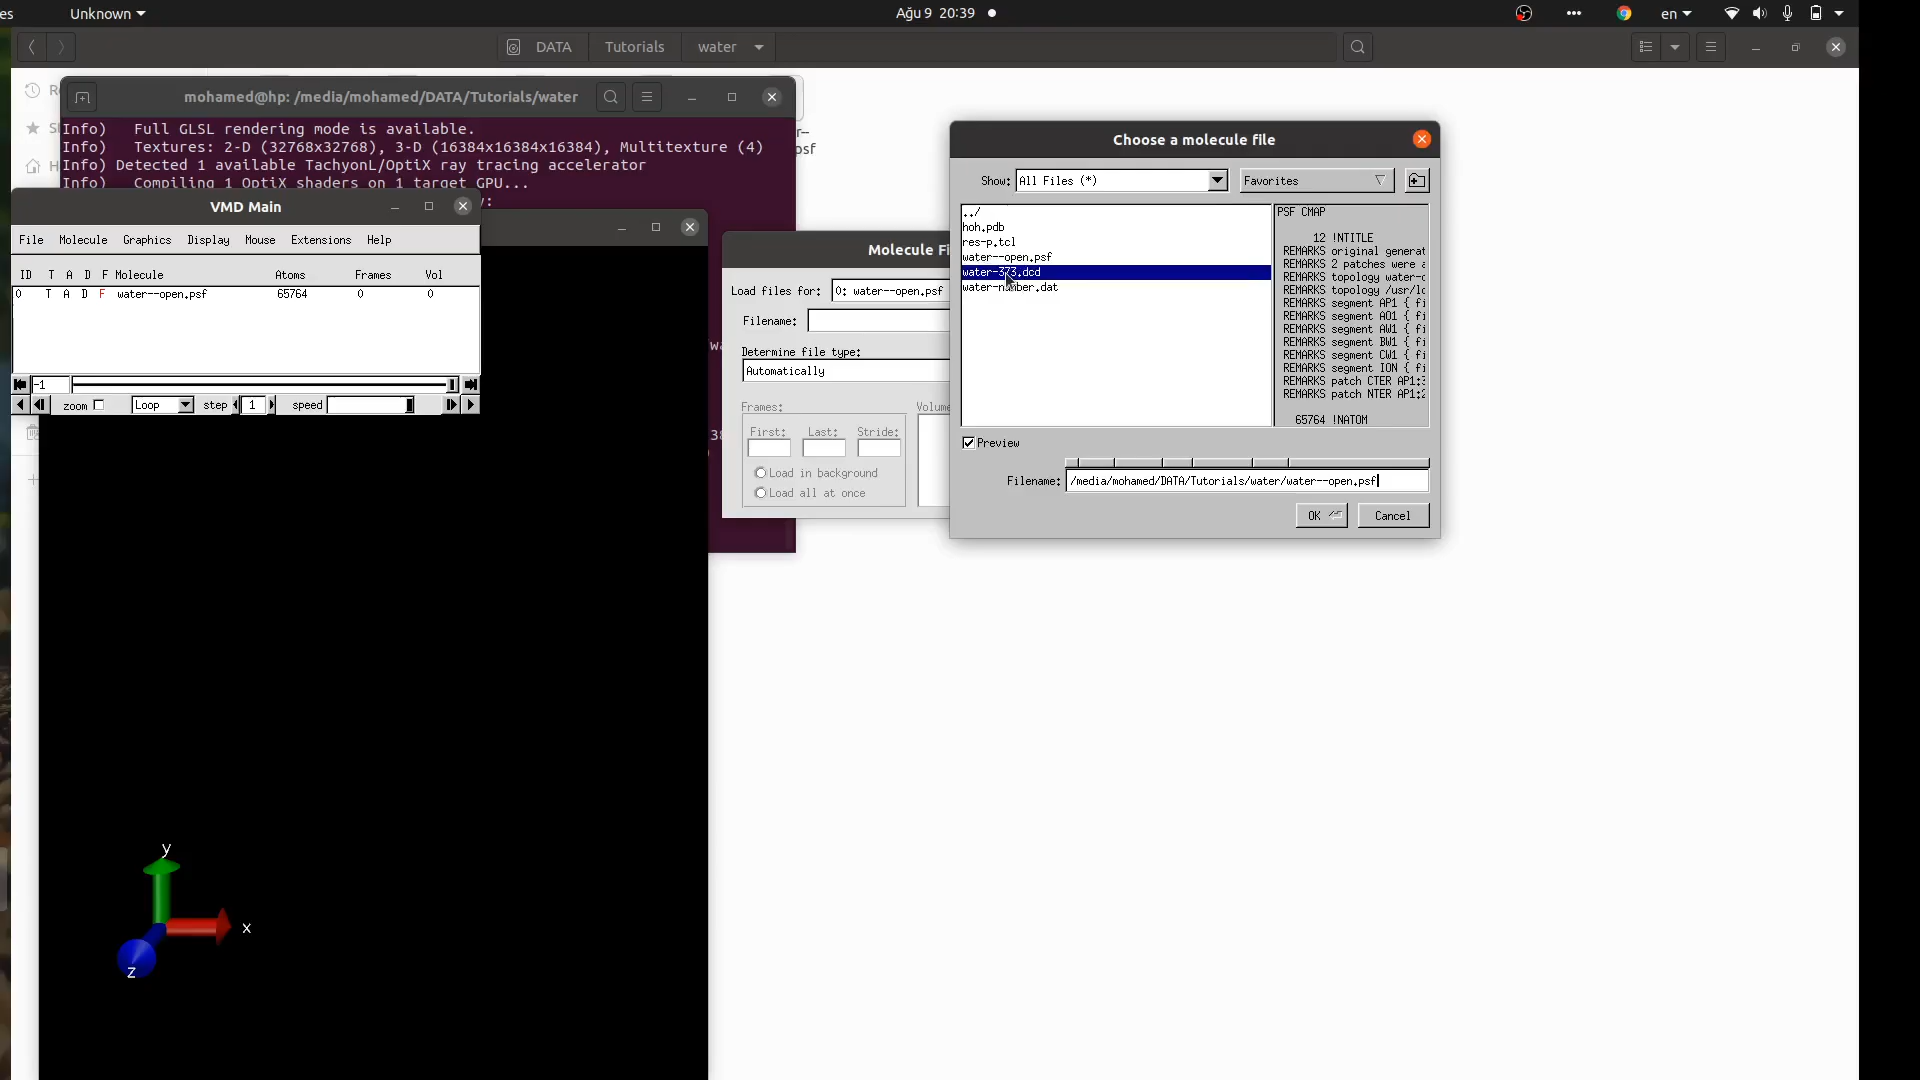 es
Unknown
Ağu 9 20:39
en
DATA
Tutorials
water
mohamed@hp: /media/mohamed/DATA/Tutorials/water
Info) Full GLSL rendering mode is available.
Info) Textures: 2-D (32768x32768), 3-D (16384x16384x16384), Multitexture (4)
Info) Detected 1 available TachyonL/OptiX ray tracing accelerator
Info) Compiling 1 OptiX shaders on 1 target GPU...
psf
VMD Main
File Molecule Graphics Display Mouse Extensions Help
ID T A D F Molecule Atoms Frames Vol
0 T A D F water--open.psf 65764 0 0
-1
zoom Loop step 1 speed
y
x
z
Molecule Fi
Load files for: 0: water--open.psf
Filename:
Determine file type:
Automatically
Frames:
Volume
First: Last: Stride:
Load in background
Load all at once
Choose a molecule file
Show: All Files (*) Favorites
../
hoh.pdb
res-p.tcl
water--open.psf
water-373.dcd
water-number.dat
PSF CMAP
12 !NTITLE
REMARKS original generat
REMARKS 2 patches were a
REMARKS topology water-c
REMARKS topology /usr/lo
REMARKS segment AP1 { fi
REMARKS segment AO1 { fi
REMARKS segment AW1 { fi
REMARKS segment BW1 { fi
REMARKS segment CW1 { fi
REMARKS segment ION { fi
REMARKS patch CTER AP1:3
REMARKS patch NTER AP1:2
65764 !NATOM
Preview
Filename: /media/mohamed/DATA/Tutorials/water/water--open.psf
OK Cancel